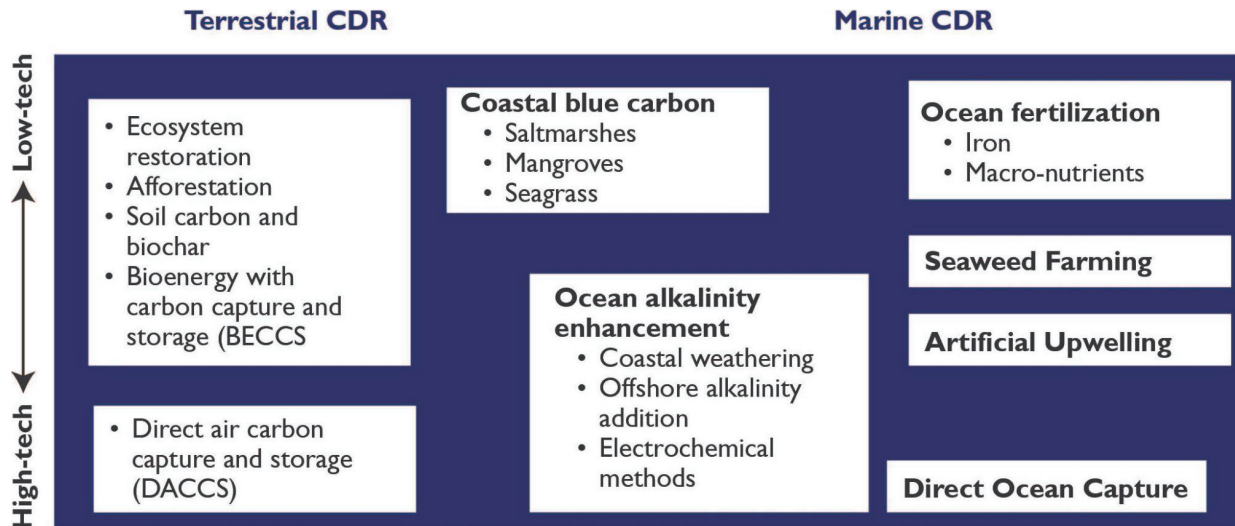 Terrestrial CDR
Marine CDR
Low-tech
High-tech
• Ecosystem
restoration
• Afforestation
• Soil carbon and
biochar
• Bioenergy with
carbon capture and
storage (BECCS
• Direct air carbon
capture and storage
(DACCS)
Coastal blue carbon
• Saltmarshes
• Mangroves
• Seagrass
Ocean alkalinity
enhancement
• Coastal weathering
• Offshore alkalinity
addition
• Electrochemical
methods
Ocean fertilization
• Iron
• Macro-nutrients
Seaweed Farming
Artificial Upwelling
Direct Ocean Capture